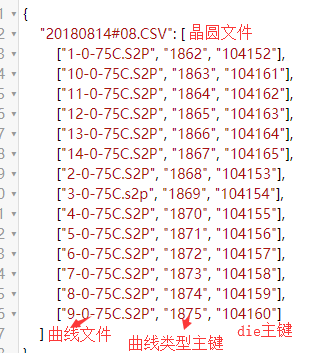 {
"20180814#08.CSV": [ 晶圆文件
["1-0-75C.S2P", "1862", "104152"],
["10-0-75C.S2P", "1863", "104161"],
["11-0-75C.S2P", "1864", "104162"],
["12-0-75C.S2P", "1865", "104163"],
["13-0-75C.S2P", "1866", "104164"],
["14-0-75C.S2P", "1867", "104165"],
["2-0-75C.S2P", "1868", "104153"],
["3-0-75C.s2p", "1869", "104154"],
["4-0-75C.S2P", "1870", "104155"],
["5-0-75C.S2P", "1871", "104156"],
["6-0-75C.S2P", "1872", "104157"],
["7-0-75C.S2P", "1873", "104158"],
["8-0-75C.S2P", "1874", "104159"],
["9-0-75C.S2P", "1875", "104160"]
] 曲线文件 曲线类型主键 die主键
}